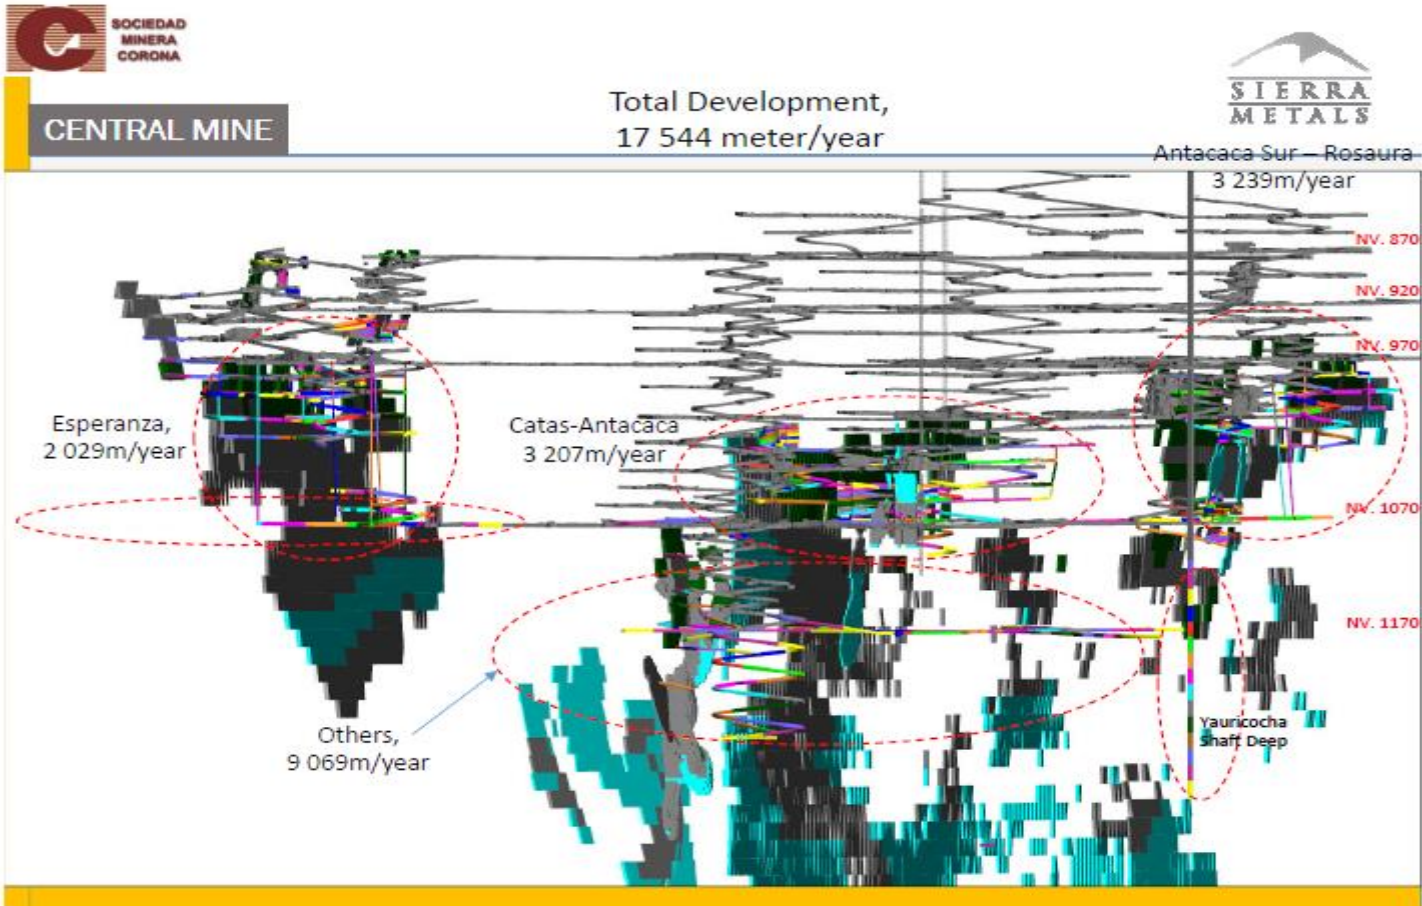 SOCIEDAD
MINERA
CORONA
SIERRA
METALS
CENTRAL MINE
Total Development,
17 544 meter/year
Antacaca Sur – Rosaura
3 239m/year
NV. 870
NV. 920
NV. 970
Esperanza,
2 029m/year
Catas-Antacaca
3 207m/year
NV. 1070
NV. 1170
Others,
9 069m/year
Yauricocha
Shaft Deep